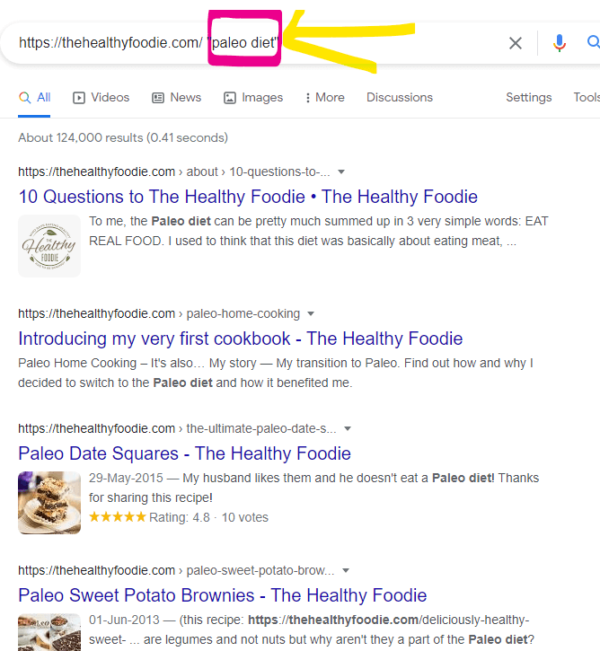 https://thehealthyfoodie.com/ "paleo diet"
All Videos News Images More Discussions Settings Tools
About 124,000 results (0.41 seconds)
https://thehealthyfoodie.com › about › 10-questions-to-...
10 Questions to The Healthy Foodie • The Healthy Foodie
THE
Healthy
FOODIE
To me, the Paleo diet can be pretty much summed up in 3 very simple words: EAT
REAL FOOD. I used to think that this diet was basically about eating meat, ...
https://thehealthyfoodie.com › paleo-home-cooking
Introducing my very first cookbook - The Healthy Foodie
Paleo Home Cooking – It's also… My story — My transition to Paleo. Find out how and why I
decided to switch to the Paleo diet and how it benefited me.
https://thehealthyfoodie.com › the-ultimate-paleo-date-s...
Paleo Date Squares - The Healthy Foodie
29-May-2015 — My husband likes them and he doesn't eat a Paleo diet! Thanks
for sharing this recipe!
Rating: 4.8 · 10 votes
https://thehealthyfoodie.com › paleo-sweet-potato-brow...
Paleo Sweet Potato Brownies - The Healthy Foodie
01-Jun-2013 — (this recipe: https://thehealthyfoodie.com/deliciously-healthy-
sweet- ... are legumes and not nuts but why aren't they a part of the Paleo diet?